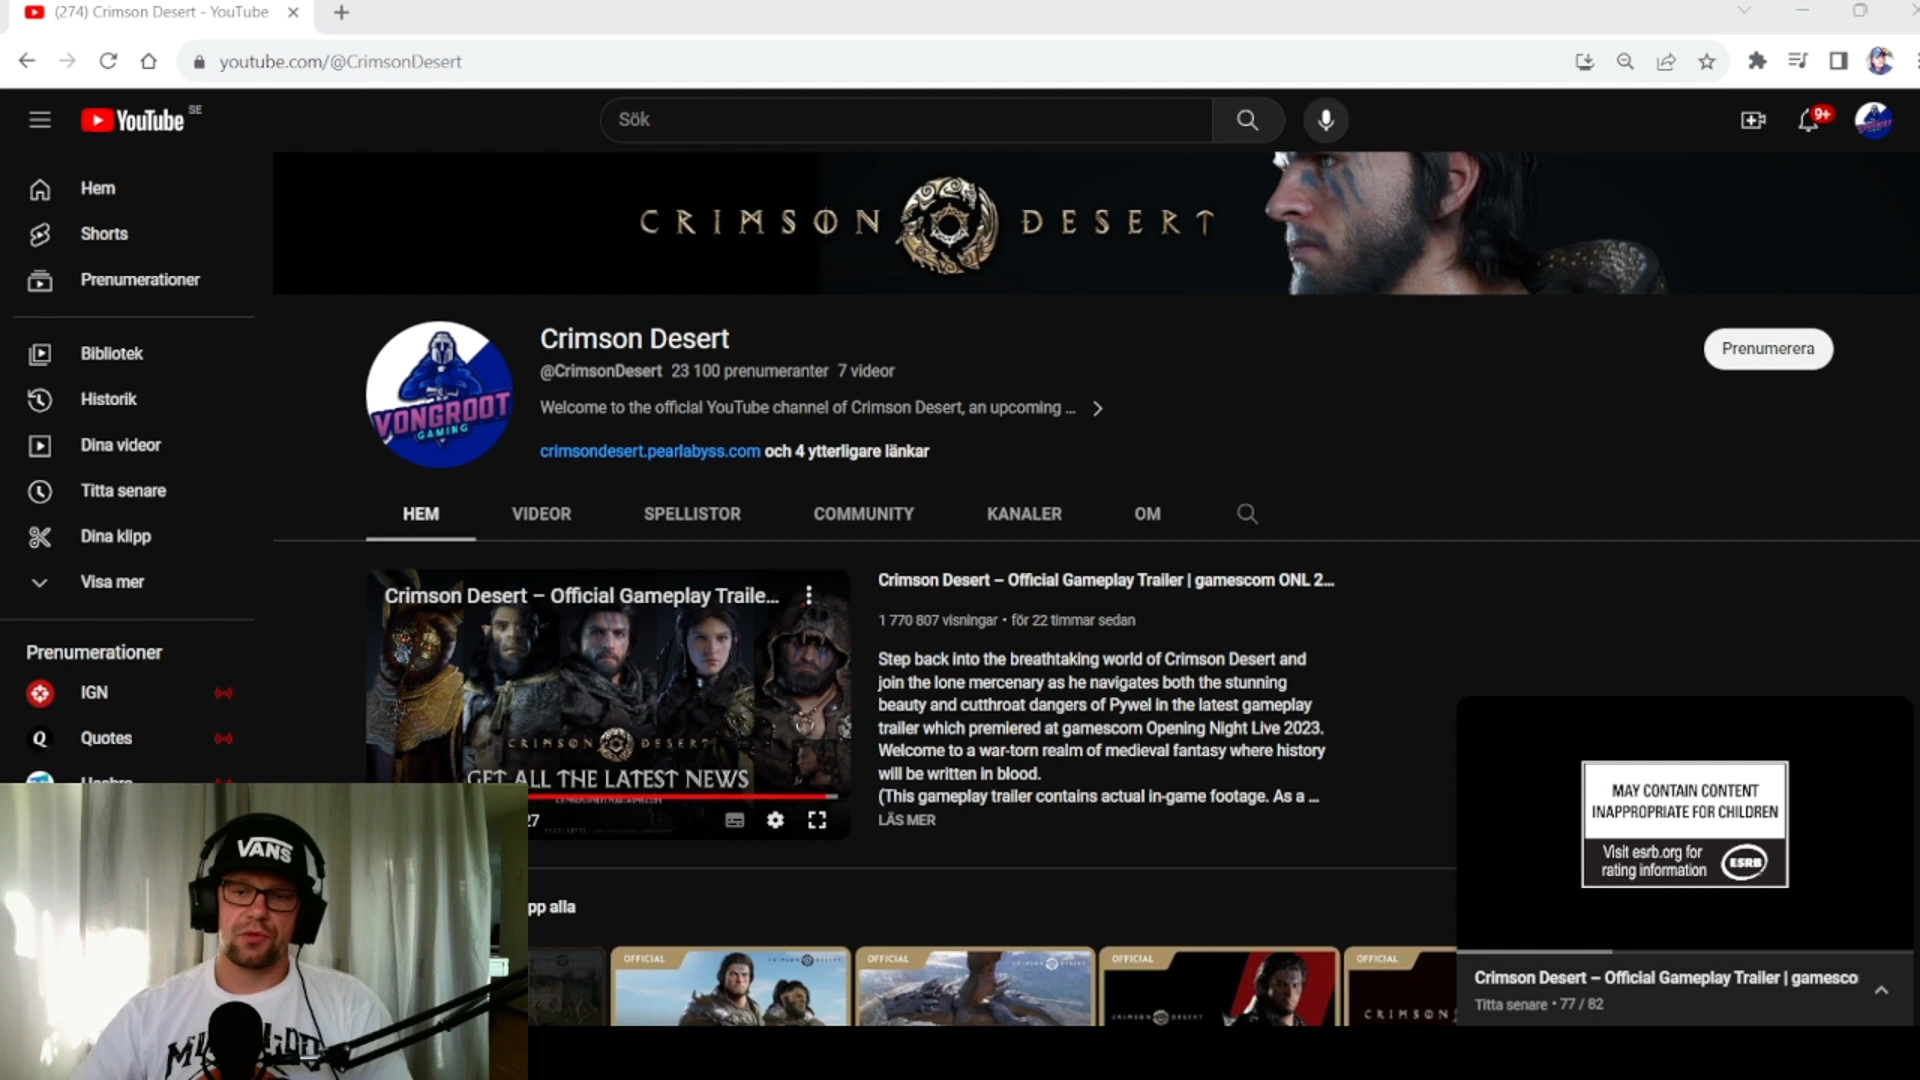 (274) Crimson Desert - YouTube
youtube.com/@CrimsonDesert
YouTube SE
Sök
9+
Hem
Shorts
Prenumerationer
Bibliotek
Historik
Dina videor
Titta senare
Dina klipp
Visa mer
Prenumerationer
IGN
Quotes
CRIMSON DESERT
VONGROOT
GAMING
Crimson Desert
@CrimsonDesert 23 100 prenumeranter 7 videor
Welcome to the official YouTube channel of Crimson Desert, an upcoming ...
crimsondesert.pearlabyss.com och 4 ytterligare länkar
Prenumerera
HEM VIDEOR SPELLISTOR COMMUNITY KANALER OM
Crimson Desert – Official Gameplay Traile...
CRIMSON DESERT
GET ALL THE LATEST NEWS
27
Crimson Desert – Official Gameplay Trailer | gamescom ONL 2...
1 770 807 visningar • för 22 timmar sedan
Step back into the breathtaking world of Crimson Desert and
join the lone mercenary as he navigates both the stunning
beauty and cutthroat dangers of Pywel in the latest gameplay
trailer which premiered at gamescom Opening Night Live 2023.
Welcome to a war-torn realm of medieval fantasy where history
will be written in blood.
(This gameplay trailer contains actual in-game footage. As a ...
LÄS MER
pp alla
OFFICIAL
OFFICIAL
OFFICIAL
CRIMSON DESERT
OFFICIAL
CRIMSON
MAY CONTAIN CONTENT
INAPPROPRIATE FOR CHILDREN
Visit esrb.org for
rating information
ESRB
Crimson Desert – Official Gameplay Trailer | gamesco
Titta senare • 77 / 82
VANS